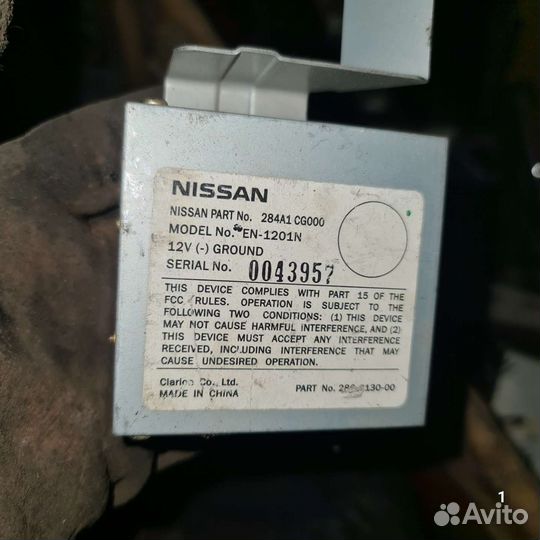 NISSAN
NISSAN PART No. 284A1 CG000
MODEL No. EN-1201N
12V (-) GROUND
SERIAL No. 0043957
THIS DEVICE COMPLIES WITH PART 15 OF THE
FCC RULES. OPERATION IS SUBJECT TO THE
FOLLOWING TWO CONDITIONS: (1) THIS DEVICE
MAY NOT CAUSE HARMFUL INTERFERENCE, AND (2)
THIS DEVICE MUST ACCEPT ANY INTERFERENCE
RECEIVED, INCLUDING INTERFERENCE THAT MAY
CAUSE UNDESIRED OPERATION.
Clarion Co., Ltd.
MADE IN CHINA
PART No.
1
Avito